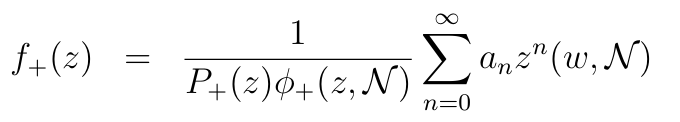 f_+(z) = \frac{1}{P_+(z)\phi_+(z,\mathcal{N})} \sum_{n=0}^{\infty} a_n z^n(w,\mathcal{N})